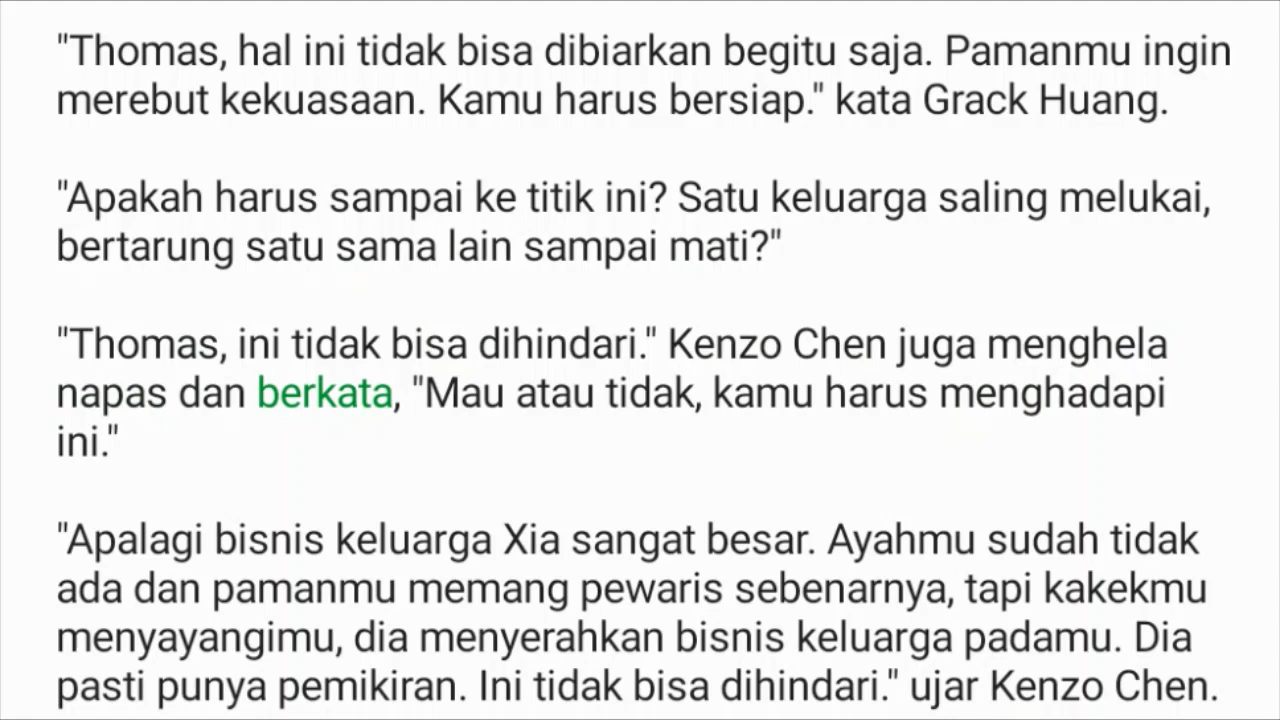 "Thomas, hal ini tidak bisa dibiarkan begitu saja. Pamanmu ingin
merebut kekuasaan. Kamu harus bersiap." kata Grack Huang.
"Apakah harus sampai ke titik ini? Satu keluarga saling melukai,
bertarung satu sama lain sampai mati?"
"Thomas, ini tidak bisa dihindari." Kenzo Chen juga menghela
napas dan berkata, "Mau atau tidak, kamu harus menghadapi
ini."
"Apalagi bisnis keluarga Xia sangat besar. Ayahmu sudah tidak
ada dan pamanmu memang pewaris sebenarnya, tapi kakekmu
menyayangimu, dia menyerahkan bisnis keluarga padamu. Dia
pasti punya pemikiran. Ini tidak bisa dihindari." ujar Kenzo Chen.